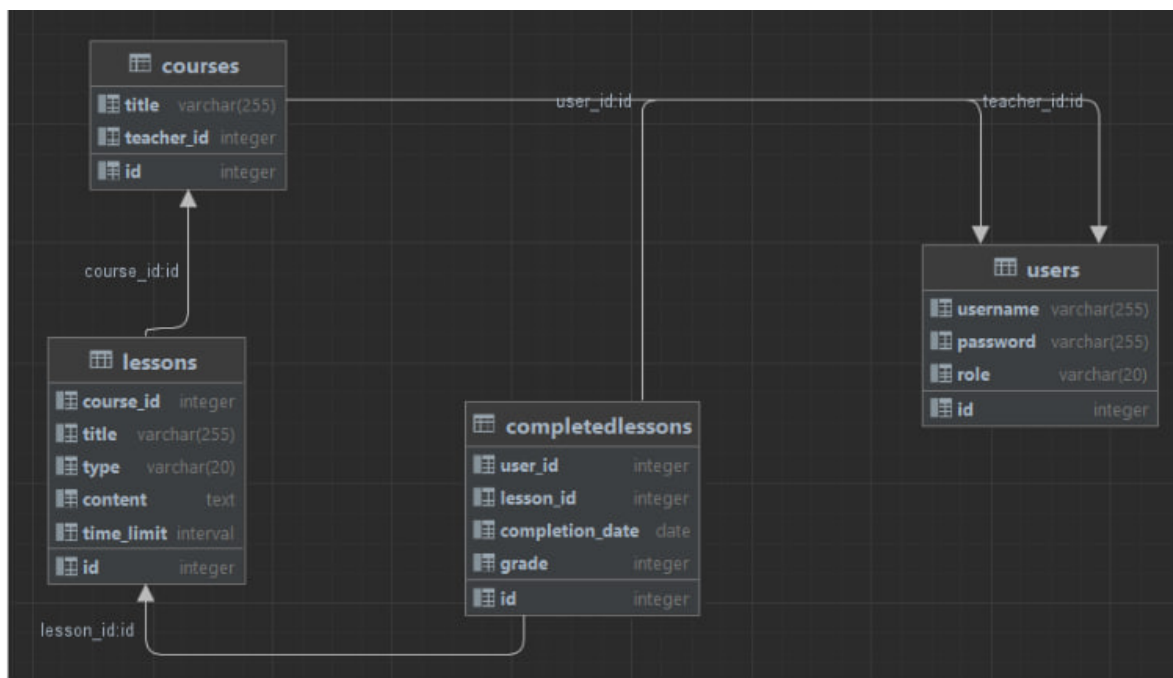 courses
title varchar(255)
teacher_id integer
id integer
user_id:id
teacher_id:id
course_id:id
users
username varchar(255)
password varchar(255)
role varchar(20)
id integer
lessons
course_id integer
title varchar(255)
type varchar(20)
content text
time_limit interval
id integer
completedlessons
user_id integer
lesson_id integer
completion_date date
grade integer
id integer
lesson_id:id